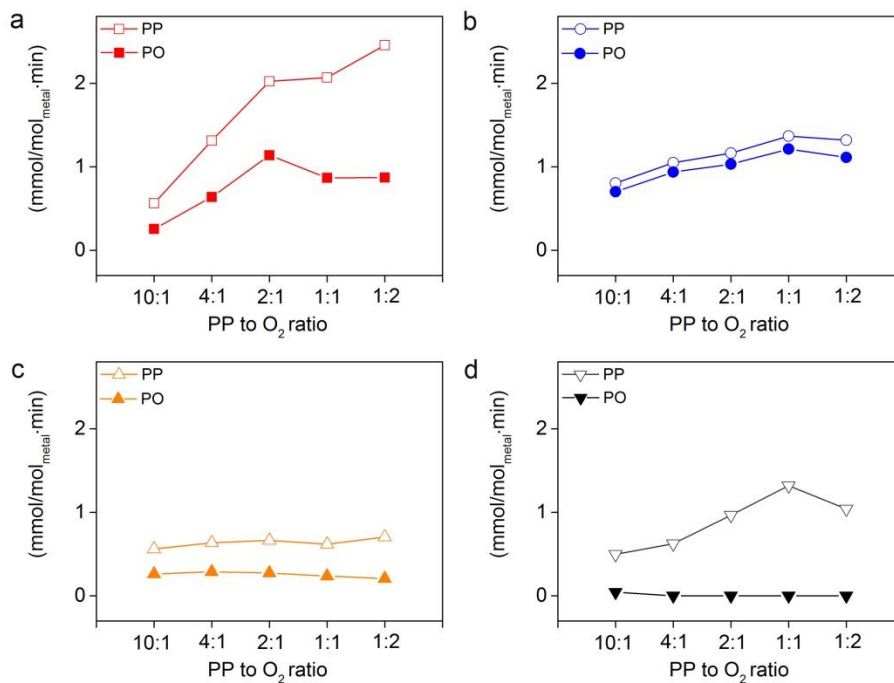 a
PP
PO
(mmol/mol_metal·min)
2
1
0
10:1 4:1 2:1 1:1 1:2
PP to O₂ ratio
b
PP
PO
(mmol/mol_metal·min)
2
1
0
10:1 4:1 2:1 1:1 1:2
PP to O₂ ratio
c
PP
PO
(mmol/mol_metal·min)
2
1
0
10:1 4:1 2:1 1:1 1:2
PP to O₂ ratio
d
PP
PO
(mmol/mol_metal·min)
2
1
0
10:1 4:1 2:1 1:1 1:2
PP to O₂ ratio